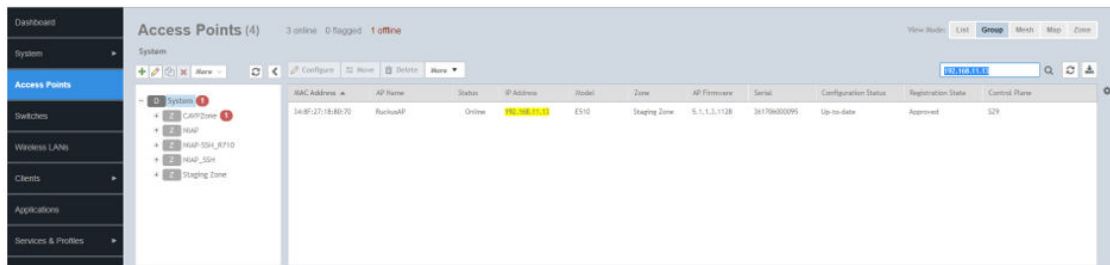 Dashboard
System
Access Points
Switches
Wireless LANs
Clients
Applications
Services & Profiles
Access Points (4) 3 online 0 flagged 1 offline
View Mode: List Group Mesh Map Zone
System
More
Configure Move Delete More
192.168.11.13
D System 1
Z CAVPZone 1
Z NIAP
Z NIAP-SSH_R710
Z NIAP_SSH
Z Staging Zone
MAC Address AP Name Status IP Address Model Zone AP Firmware Serial Configuration Status Registration State Control Plane
34:8F:27:18:80:70 RuckusAP Online 192.168.11.13 E510 Staging Zone 5.1.1.3.1128 361706000095 Up-to-date Approved SZ9